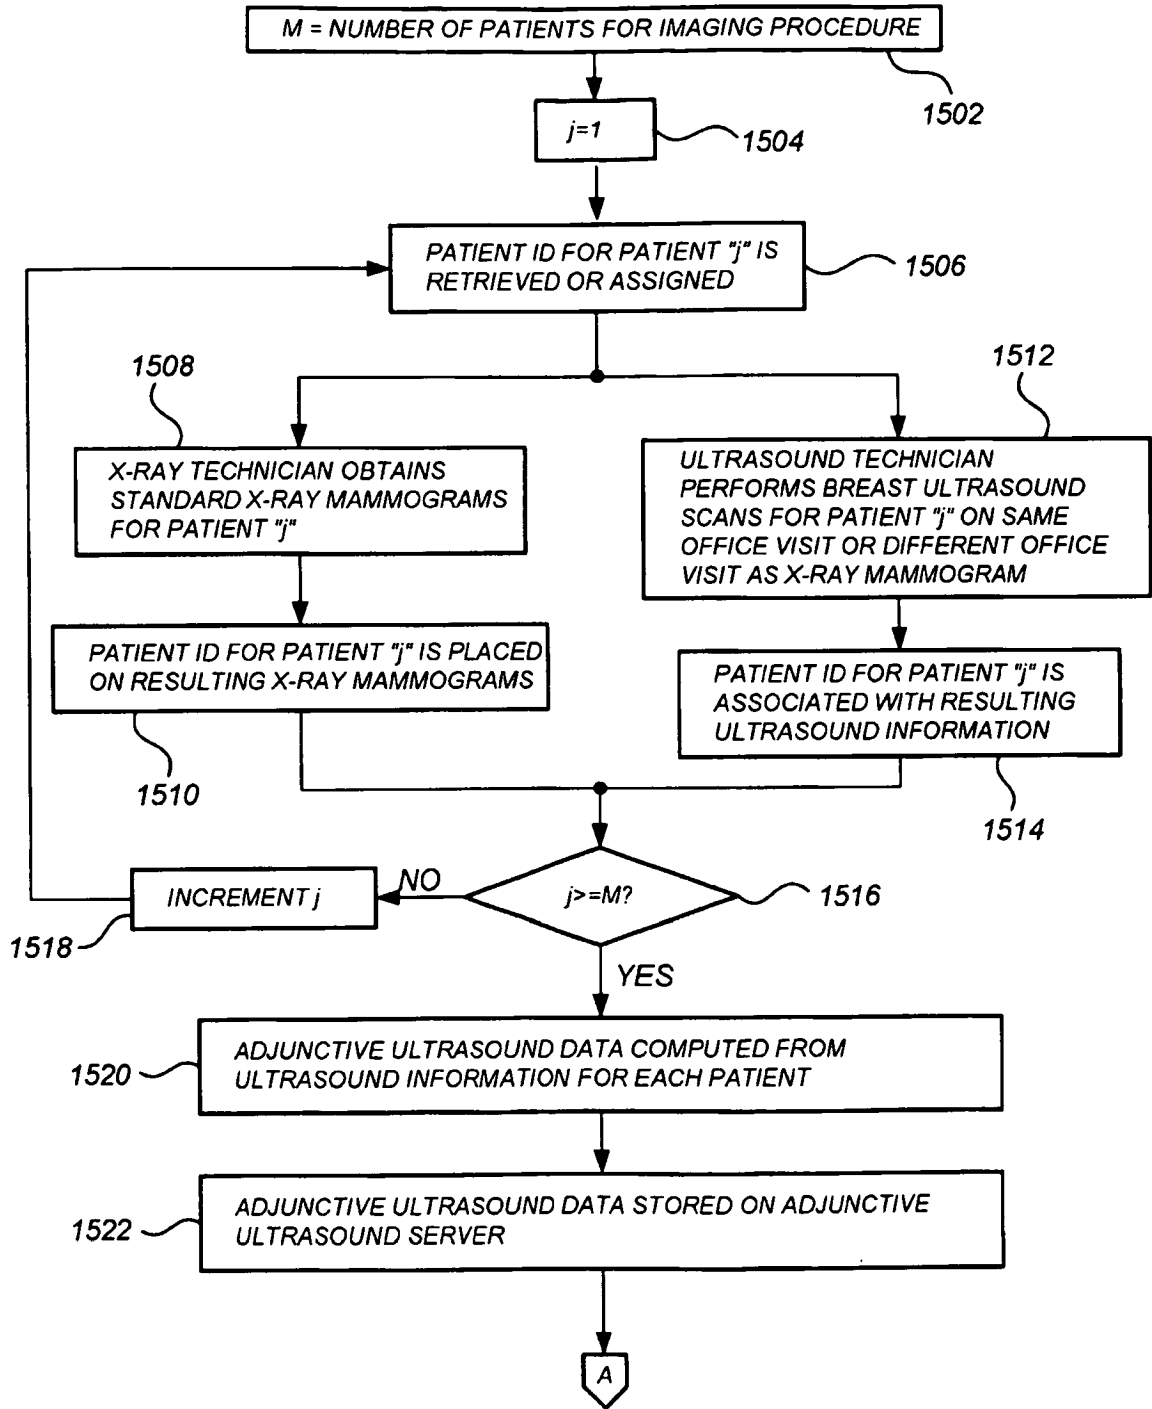 M = NUMBER OF PATIENTS FOR IMAGING PROCEDURE
1502
j=1
1504
PATIENT ID FOR PATIENT "j" IS
RETRIEVED OR ASSIGNED
1506
1508
X-RAY TECHNICIAN OBTAINS
STANDARD X-RAY MAMMOGRAMS
FOR PATIENT "j"
1512
ULTRASOUND TECHNICIAN
PERFORMS BREAST ULTRASOUND
SCANS FOR PATIENT "j" ON SAME
OFFICE VISIT OR DIFFERENT OFFICE
VISIT AS X-RAY MAMMOGRAM
PATIENT ID FOR PATIENT "j" IS PLACED
ON RESULTING X-RAY MAMMOGRAMS
1510
PATIENT ID FOR PATIENT "j" IS
ASSOCIATED WITH RESULTING
ULTRASOUND INFORMATION
1514
j>=M?
1516
NO
INCREMENT j
1518
YES
ADJUNCTIVE ULTRASOUND DATA COMPUTED FROM
ULTRASOUND INFORMATION FOR EACH PATIENT
1520
ADJUNCTIVE ULTRASOUND DATA STORED ON ADJUNCTIVE
ULTRASOUND SERVER
1522
A